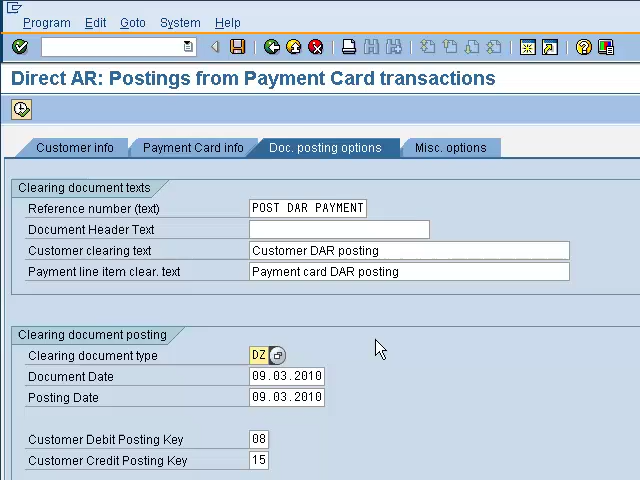 Program Edit Goto System Help
Direct AR: Postings from Payment Card transactions
Customer info Payment Card info Doc. posting options Misc. options
Clearing document texts
Reference number (text) POST DAR PAYMENT
Document Header Text
Customer clearing text Customer DAR posting
Payment line item clear. text Payment card DAR posting
Clearing document posting
Clearing document type DZ
Document Date 09.03.2010
Posting Date 09.03.2010
Customer Debit Posting Key 08
Customer Credit Posting Key 15